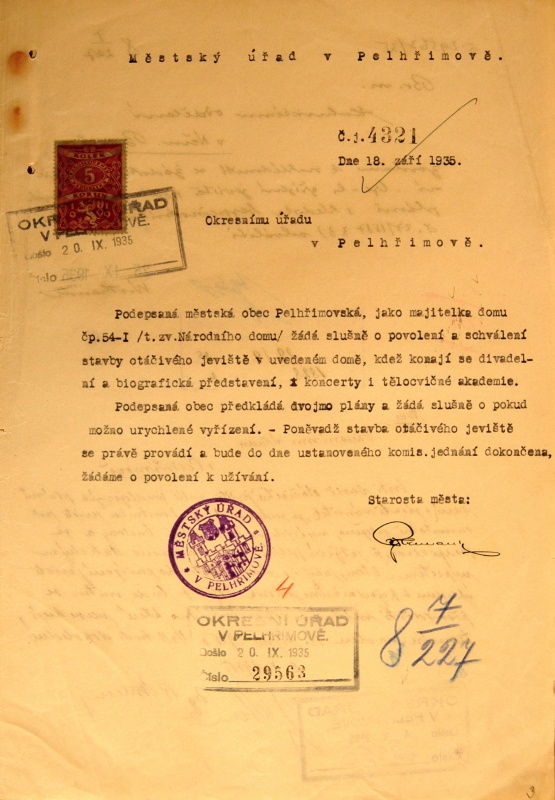 Městský úřad v Pelhřimově.
č.j. 4321
Dne 18. září 1935.
KOLEK
5
OKRESNÍ ÚŘAD
V PELHŘIMOVĚ.
Došlo 20. IX. 1935
Číslo
Okresnímu úřadu
v Pelhřimově.
Podepsaná městská obec Pelhřimovská, jako majitelka domu
čp.54-I /t.zv.Národního domu/ žádá slušně o povolení a schválení
stavby otáčivého jeviště v uvedeném domě, kdež konají se divadel-
ní a biografická představení, i koncerty i tělocvičné akademie.
Podepsaná obec předkládá dvojmo plány a žádá slušně o pokud
možno urychlené vyřízení. - Poněvadž stavba otáčivého jeviště
se právě provádí a bude do dne ustanoveného komis.jednání dokončena,
žádáme o povolení k užívání.
Starosta města:
★ MĚSTSKÝ ÚŘAD ★
V PELHŘIMOVĚ.
4
OKRESNÍ ÚŘAD
V PELHŘIMOVĚ.
Došlo 20. IX. 1935
Číslo 29563
8 7/227
3